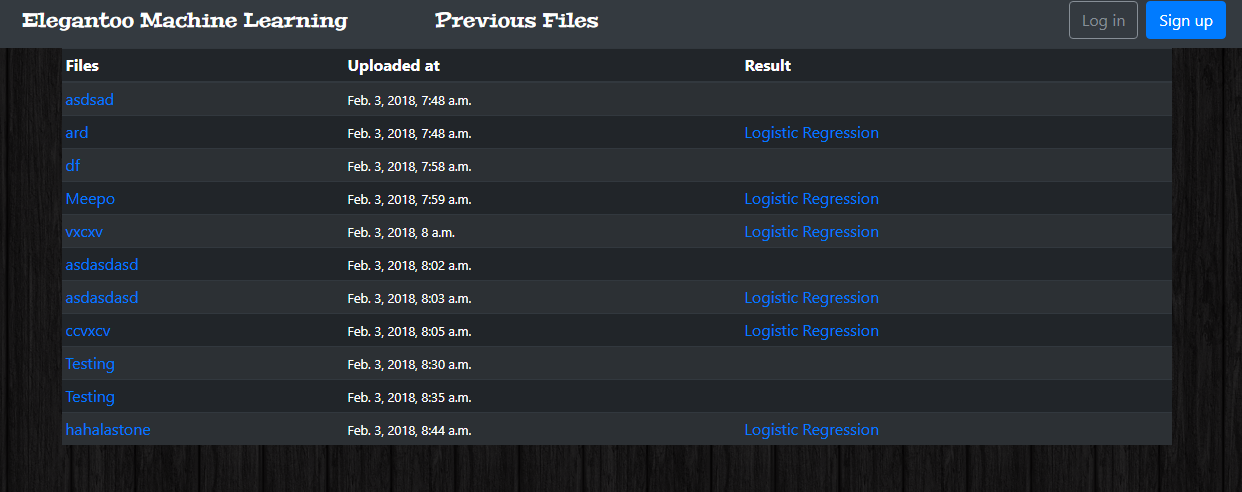 Elegantoo Machine Learning Previous Files Log in Sign up
Files Uploaded at Result
asdsad Feb. 3, 2018, 7:48 a.m.
ard Feb. 3, 2018, 7:48 a.m. Logistic Regression
df Feb. 3, 2018, 7:58 a.m.
Meepo Feb. 3, 2018, 7:59 a.m. Logistic Regression
vxcxv Feb. 3, 2018, 8 a.m. Logistic Regression
asdasdasd Feb. 3, 2018, 8:02 a.m.
asdasdasd Feb. 3, 2018, 8:03 a.m. Logistic Regression
ccvxcv Feb. 3, 2018, 8:05 a.m. Logistic Regression
Testing Feb. 3, 2018, 8:30 a.m.
Testing Feb. 3, 2018, 8:35 a.m.
hahalastone Feb. 3, 2018, 8:44 a.m. Logistic Regression